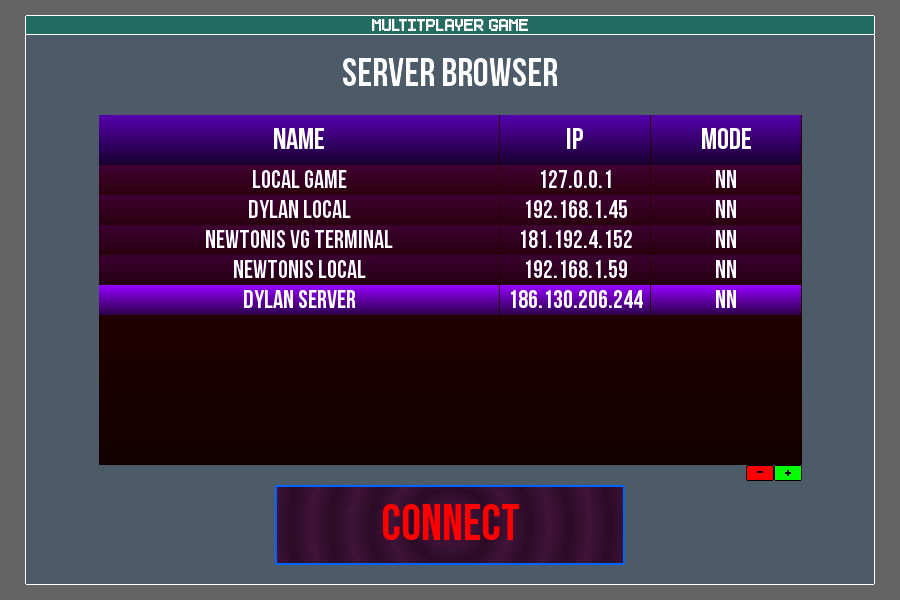 MULTITPLAYER GAME
SERVER BROWSER
NAME IP MODE
LOCAL GAME 127.0.0.1 NN
DYLAN LOCAL 192.168.1.45 NN
NEWTONIS VG TERMINAL 181.192.4.152 NN
NEWTONIS LOCAL 192.168.1.59 NN
DYLAN SERVER 186.130.206.244 NN
- +
CONNECT